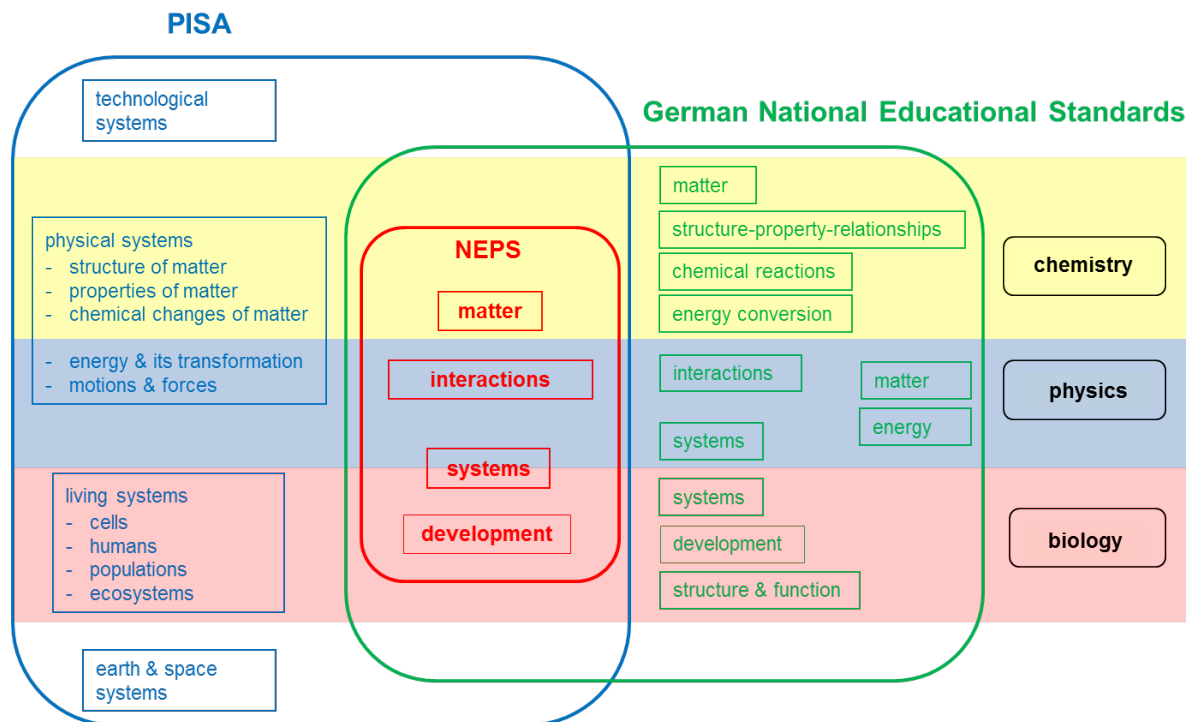 PISA
technological
systems
German National Educational Standards
physical systems
- structure of matter
- properties of matter
- chemical changes of matter
- energy & its transformation
- motions & forces
living systems
- cells
- humans
- populations
- ecosystems
earth & space
systems
NEPS
matter
interactions
systems
development
matter
structure-property-relationships
chemical reactions
energy conversion
interactions
matter
energy
systems
systems
development
structure & function
chemistry
physics
biology